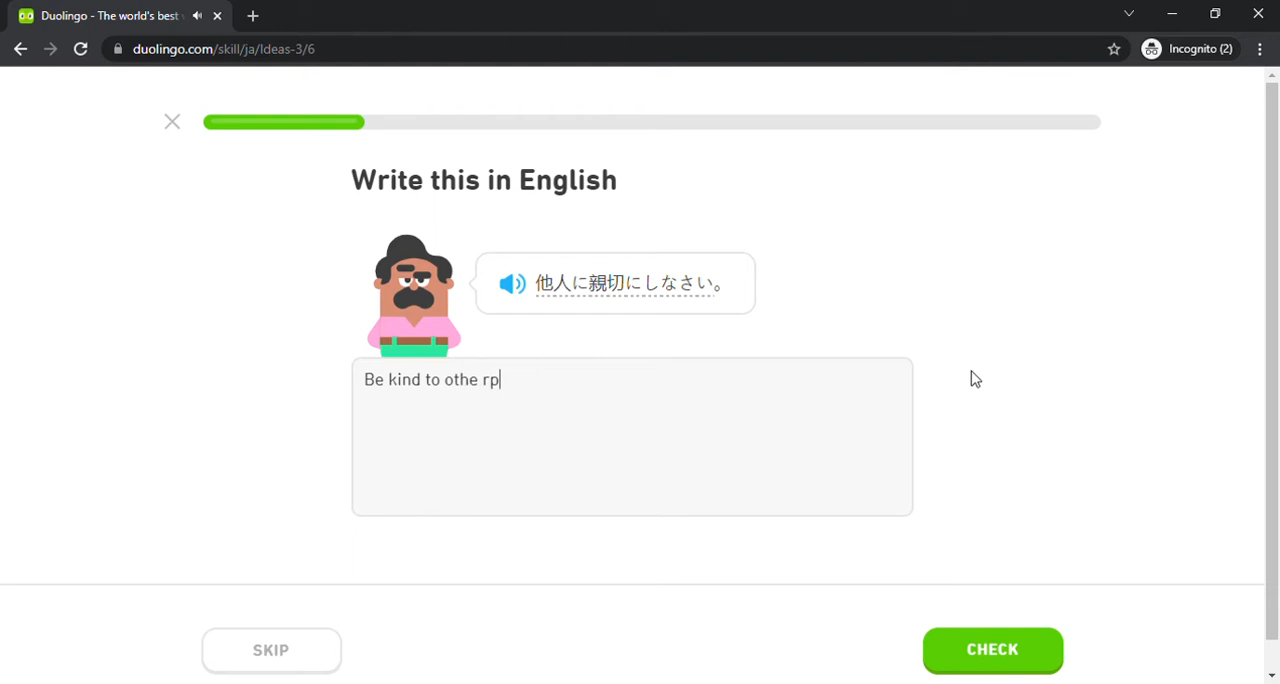 Duolingo - The world's best
duolingo.com/skill/ja/Ideas-3/6
Incognito (2)
Write this in English
他人に親切にしなさい。
Be kind to othe rp
SKIP
CHECK